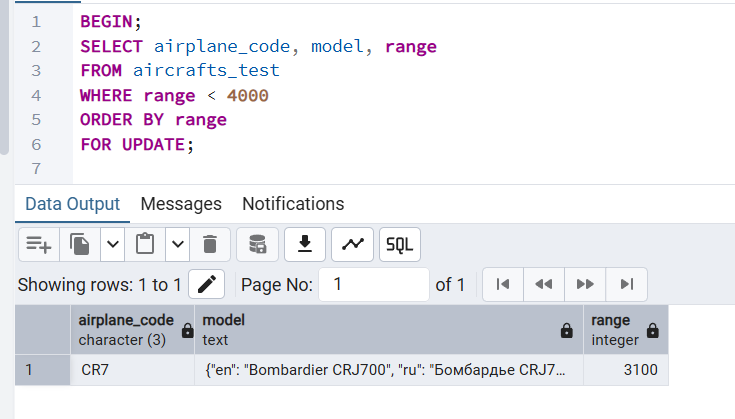 1 BEGIN;
2 SELECT airplane_code, model, range
3 FROM aircrafts_test
4 WHERE range < 4000
5 ORDER BY range
6 FOR UPDATE;
7
Data Output Messages Notifications
SQL
Showing rows: 1 to 1 Page No: 1 of 1
airplane_code model range
character (3) text integer
1 CR7 {"en": "Bombardier CRJ700", "ru": "Бомбардье CRJ7... 3100